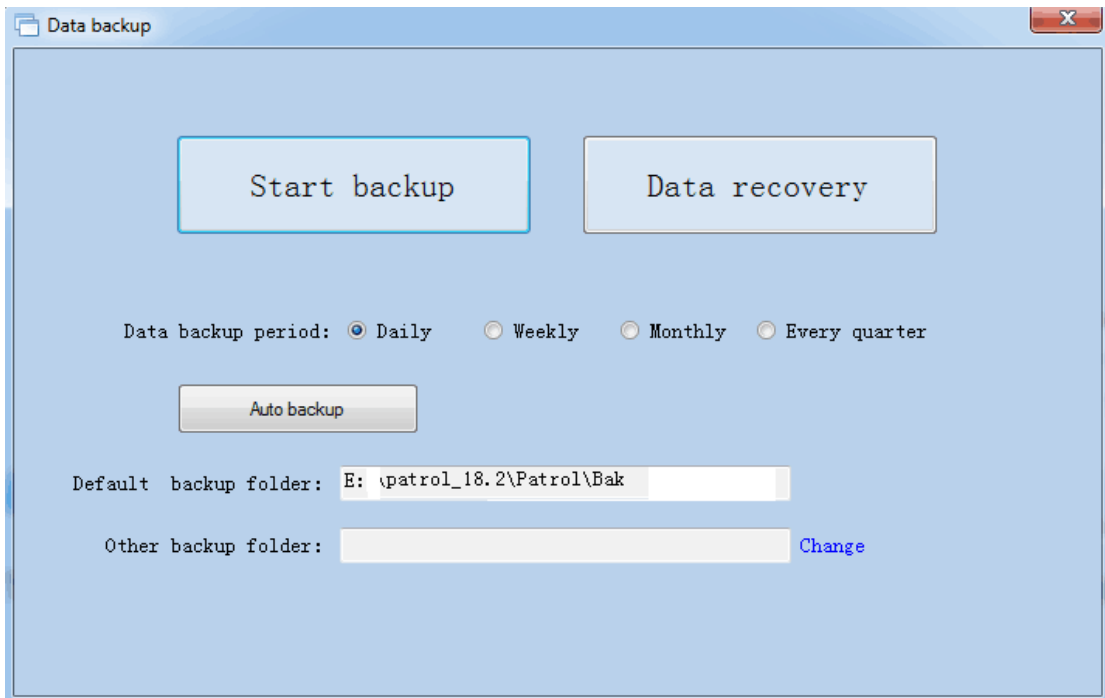 Data backup
Start backup Data recovery
Data backup period: Daily Weekly Monthly Every quarter
Auto backup
Default backup folder: E: \patrol_18.2\Patrol\Bak
Other backup folder: Change